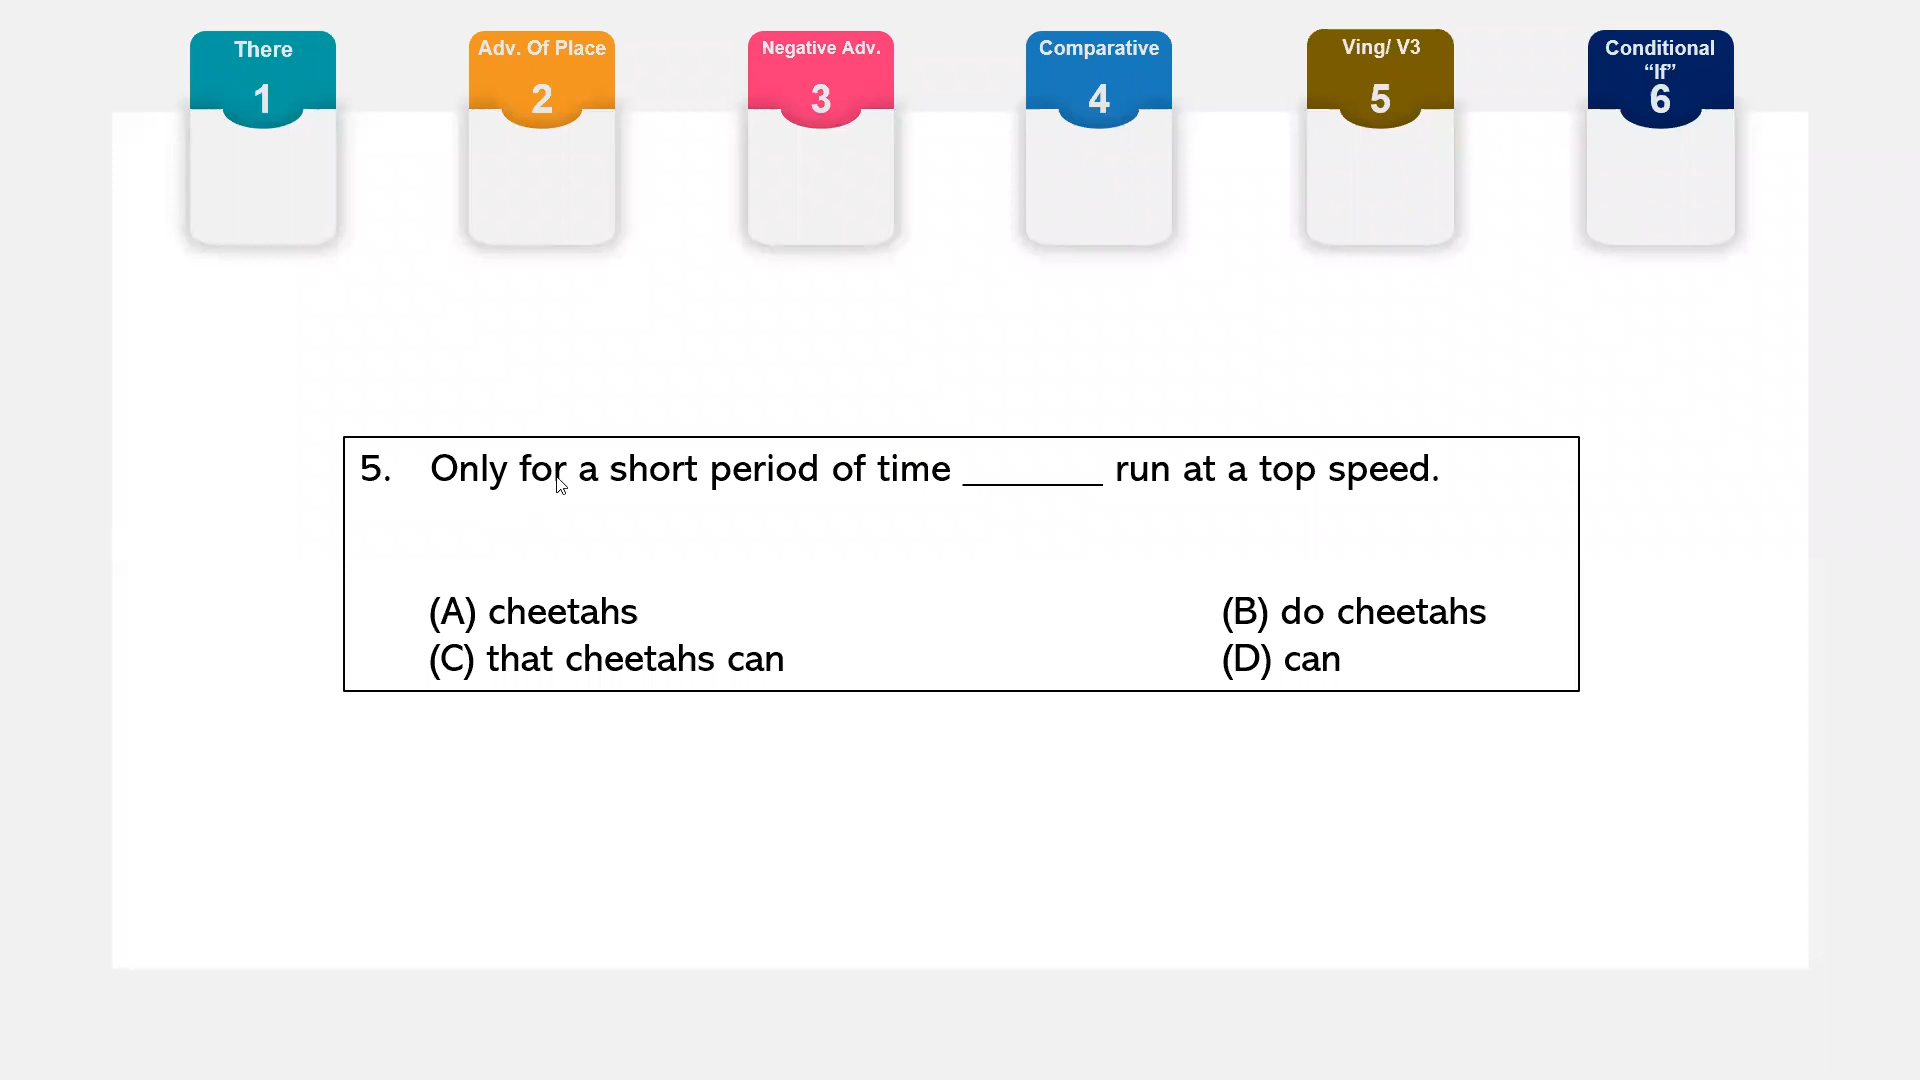 There
1
Adv. Of Place
2
Negative Adv.
3
Comparative
4
Ving/ V3
5
Conditional
“If”
6
5. Only for a short period of time _______ run at a top speed.
(A) cheetahs (B) do cheetahs
(C) that cheetahs can (D) can